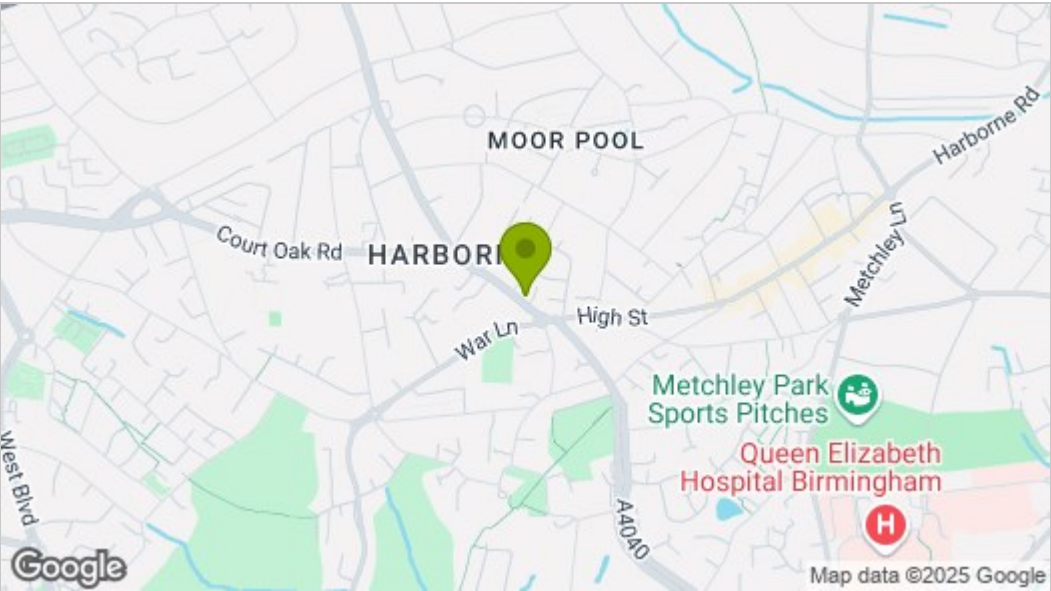 MOOR POOL
Harborne Rd
Court Oak Rd
HARBORN
Metchley Ln
High St
War Ln
Metchley Park
Sports Pitches
Queen Elizabeth
Hospital Birmingham
H
West Blvd
A4040
Google
Map data ©2025 Google